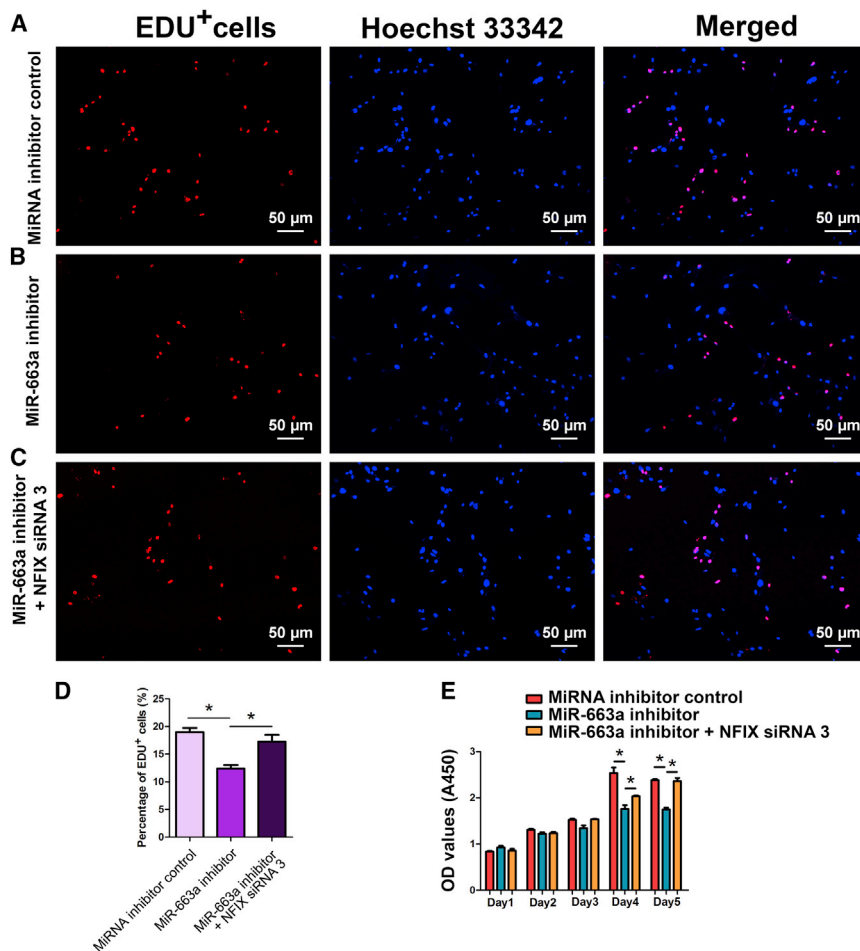 A
EDU⁺cells
Hoechst 33342
Merged
MiRNA inhibitor control
50 µm
50 µm
50 µm
B
MiR-663a inhibitor
50 µm
50 µm
50 µm
C
MiR-663a inhibitor
+ NFIX siRNA 3
50 µm
50 µm
50 µm
D
Percentage of EDU⁺ cells (%)
25
20
15
10
5
0
*
*
MiRNA inhibitor control
MiR-663a inhibitor
MiR-663a inhibitor
+ NFIX siRNA 3
E
MiRNA inhibitor control
MiR-663a inhibitor
MiR-663a inhibitor + NFIX siRNA 3
OD values (A450)
3
2
1
0
*
*
*
*
Day1
Day2
Day3
Day4
Day5